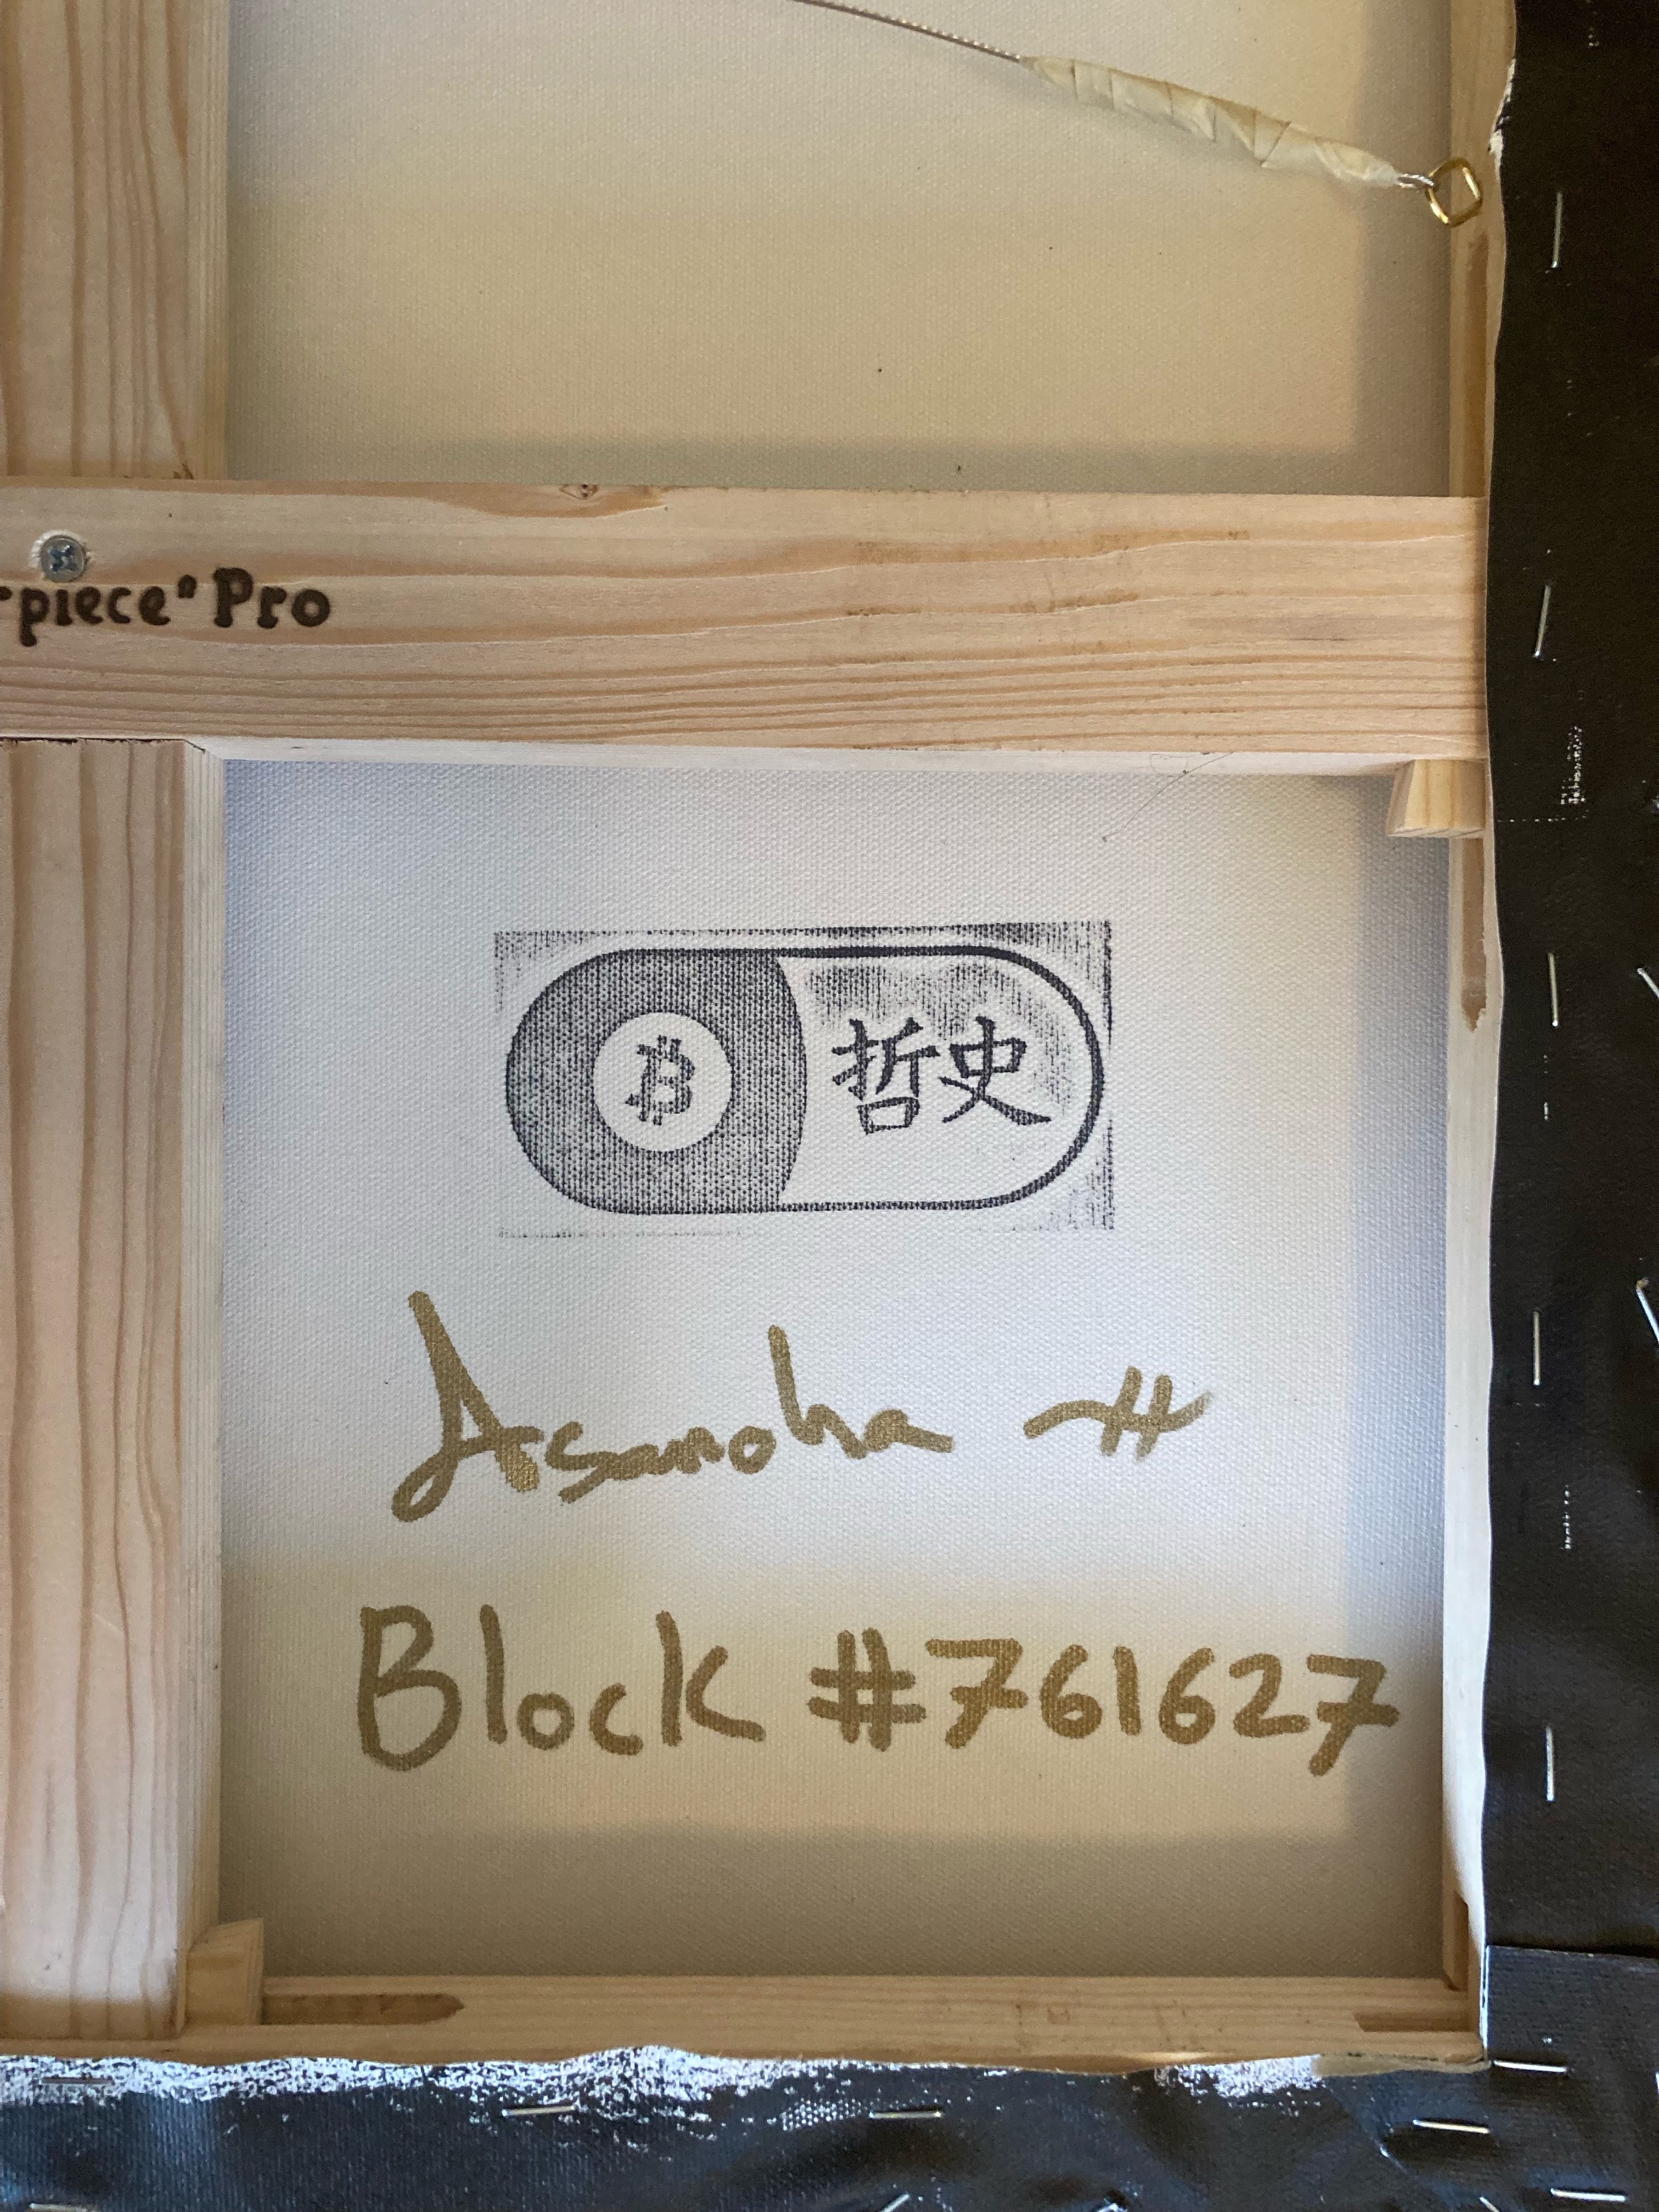 rpiece" Pro
₿ 哲史
Asanoha
Block #761627